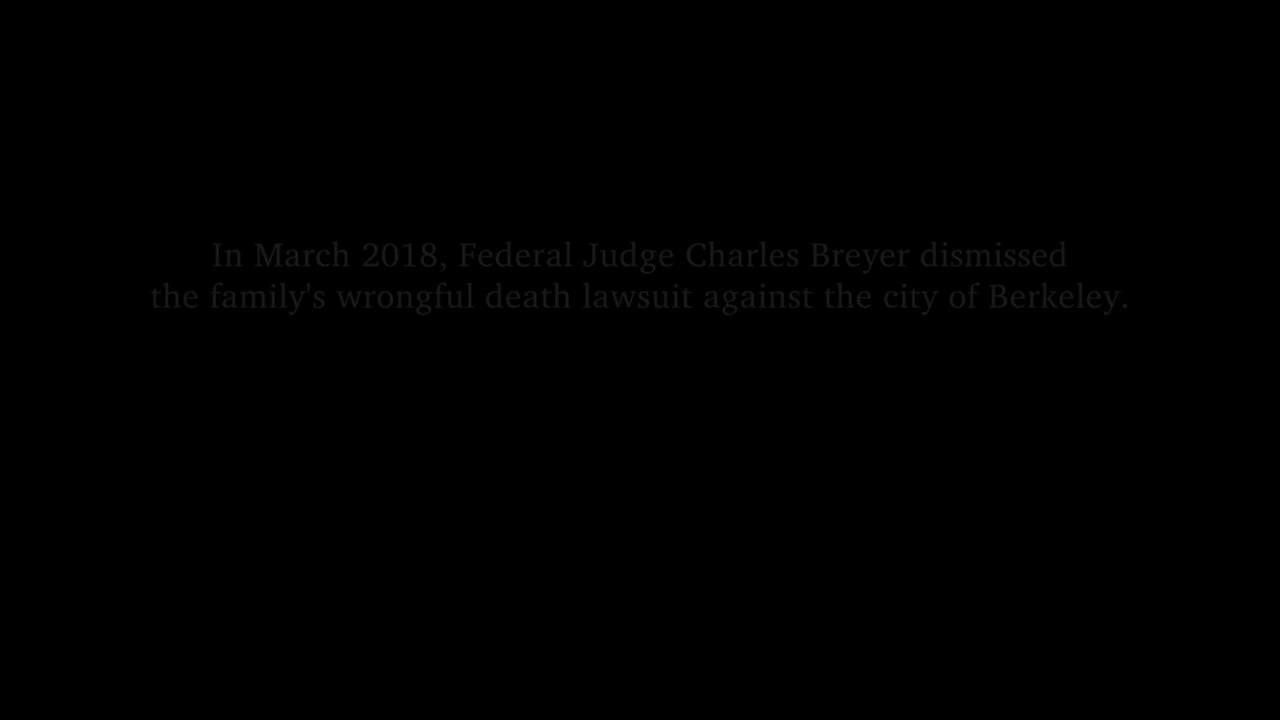 In March 2018, Federal Judge Charles Breyer dismissed
the family's wrongful death lawsuit against the city of Berkeley.